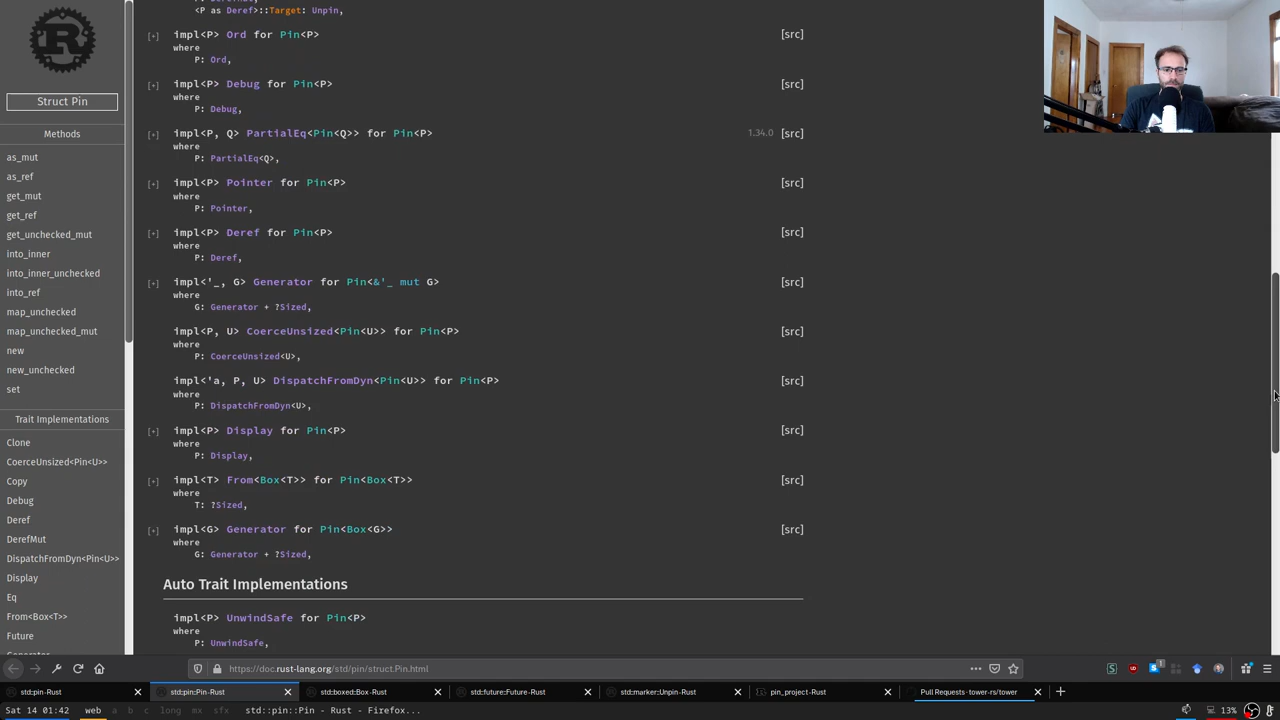 P: DerefMut,
<P as Deref>::Target: Unpin,
[+] impl<P> Ord for Pin<P> [src]
where
P: Ord,
[+] impl<P> Debug for Pin<P> [src]
where
P: Debug,
[+] impl<P, Q> PartialEq<Pin<Q>> for Pin<P> 1.34.0 [src]
where
P: PartialEq<Q>,
[+] impl<P> Pointer for Pin<P> [src]
where
P: Pointer,
[+] impl<P> Deref for Pin<P> [src]
where
P: Deref,
[+] impl<'_, G> Generator for Pin<&'_ mut G> [src]
where
G: Generator + ?Sized,
impl<P, U> CoerceUnsized<Pin<U>> for Pin<P> [src]
where
P: CoerceUnsized<U>,
impl<'a, P, U> DispatchFromDyn<Pin<U>> for Pin<P> [src]
where
P: DispatchFromDyn<U>,
[+] impl<P> Display for Pin<P> [src]
where
P: Display,
[+] impl<T> From<Box<T>> for Pin<Box<T>> [src]
where
T: ?Sized,
[+] impl<G> Generator for Pin<Box<G>> [src]
where
G: Generator + ?Sized,
Auto Trait Implementations
impl<P> UnwindSafe for Pin<P>
where
P: UnwindSafe,
R
Struct Pin
Methods
as_mut
as_ref
get_mut
get_ref
get_unchecked_mut
into_inner
into_inner_unchecked
into_ref
map_unchecked
map_unchecked_mut
new
new_unchecked
set
Trait Implementations
Clone
CoerceUnsized<Pin<U>>
Copy
Debug
Deref
DerefMut
DispatchFromDyn<Pin<U>>
Display
Eq
From<Box<T>>
Future
Generator
https://doc.rust-lang.org/std/pin/struct.Pin.html
std::pin - Rust
std::pin::Pin - Rust
std::boxed::Box - Rust
std::future::Future - Rust
std::marker::Unpin - Rust
pin_project - Rust
Pull Requests · tower-rs/tower
Sat 14 01:42 web a b c long mx sfx std::pin::Pin - Rust - Firefox... 13%